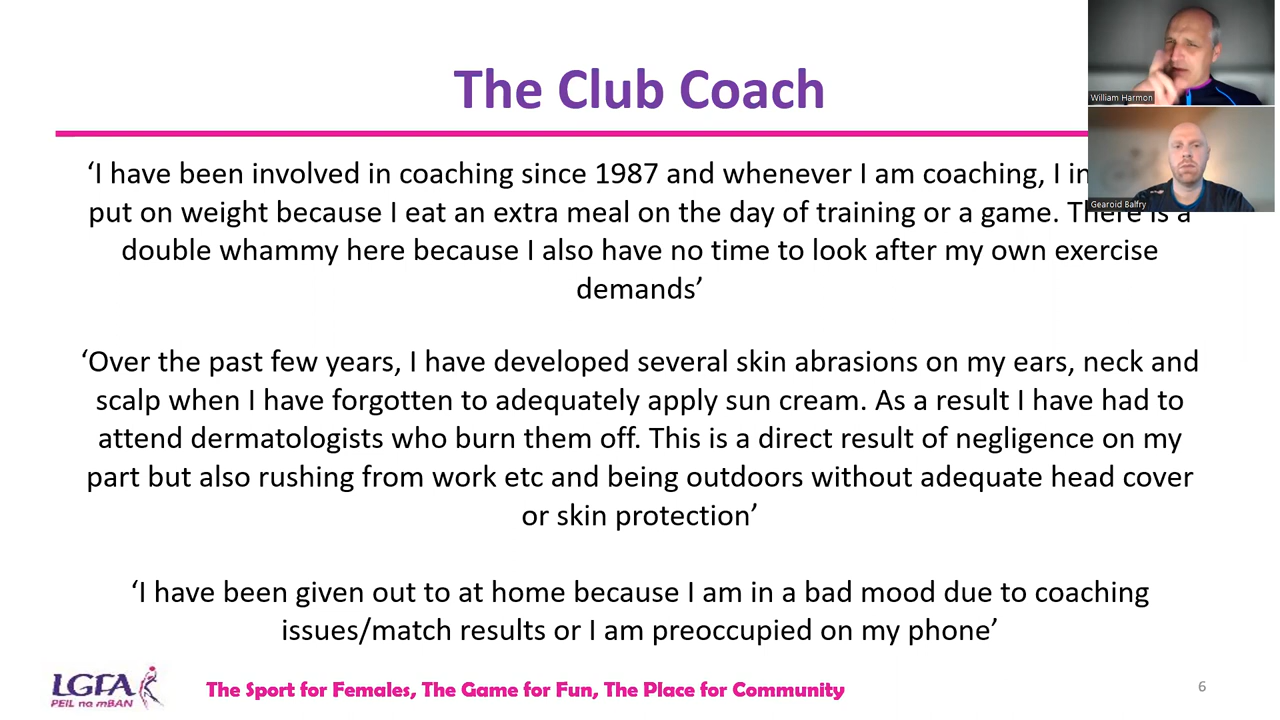 The Club Coach
William Harmon
‘I have been involved in coaching since 1987 and whenever I am coaching, I
put on weight because I eat an extra meal on the day of training or a game. There is a
Gearoid Balfry
double whammy here because I also have no time to look after my own exercise
demands’
‘Over the past few years, I have developed several skin abrasions on my ears, neck and
scalp when I have forgotten to adequately apply sun cream. As a result I have had to
attend dermatologists who burn them off. This is a direct result of negligence on my
part but also rushing from work etc and being outdoors without adequate head cover
or skin protection’
‘I have been given out to at home because I am in a bad mood due to coaching
issues/match results or I am preoccupied on my phone’
LGFA
PEIL na mBAN
The Sport for Females, The Game for Fun, The Place for Community
6